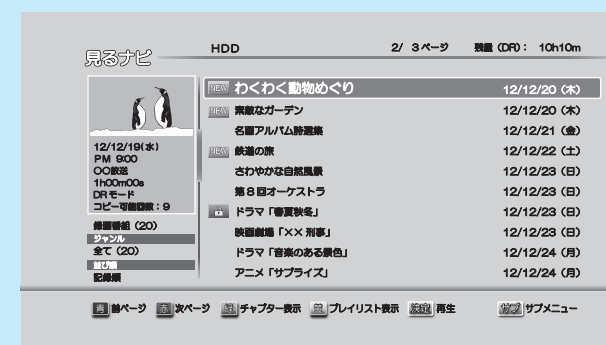 見るナビ
HDD 2/ 3ページ 残量（DR）： 10h10m
12/12/19(水)
PM 9:00
○○放送
1h00m00s
DRモード
コピー可能回数：9
録画番組（20）
ジャンル
全て（20）
並び順
記録順
NEW わくわく動物めぐり 12/12/20（木）
NEW 素敵なガーデン 12/12/20（木）
名画アルバム特選集 12/12/21（金）
NEW 鉄道の旅 12/12/22（土）
さわやかな自然風景 12/12/23（日）
第８回オーケストラ 12/12/23（日）
ドラマ「春夏秋冬」 12/12/23（日）
映画劇場「××刑事」 12/12/23（日）
ドラマ「音楽のある景色」 12/12/24（月）
アニメ「サプライズ」 12/12/24（月）
青 前ページ 赤 次ページ 緑 チャプター表示 黄 プレイリスト表示 決定 再生 サブ サブメニュー